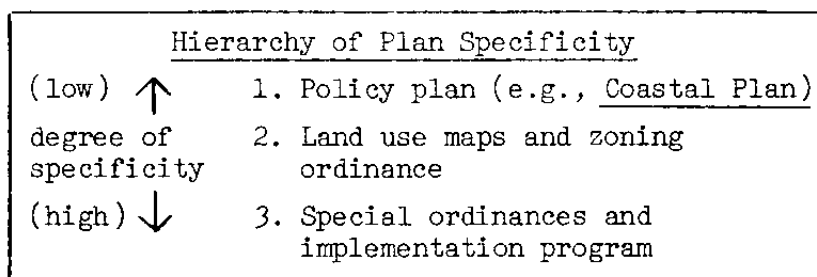 Hierarchy of Plan Specificity
(low) ↑ 1. Policy plan (e.g., Coastal Plan)
degree of 2. Land use maps and zoning
specificity ordinance
(high) ↓ 3. Special ordinances and
implementation program